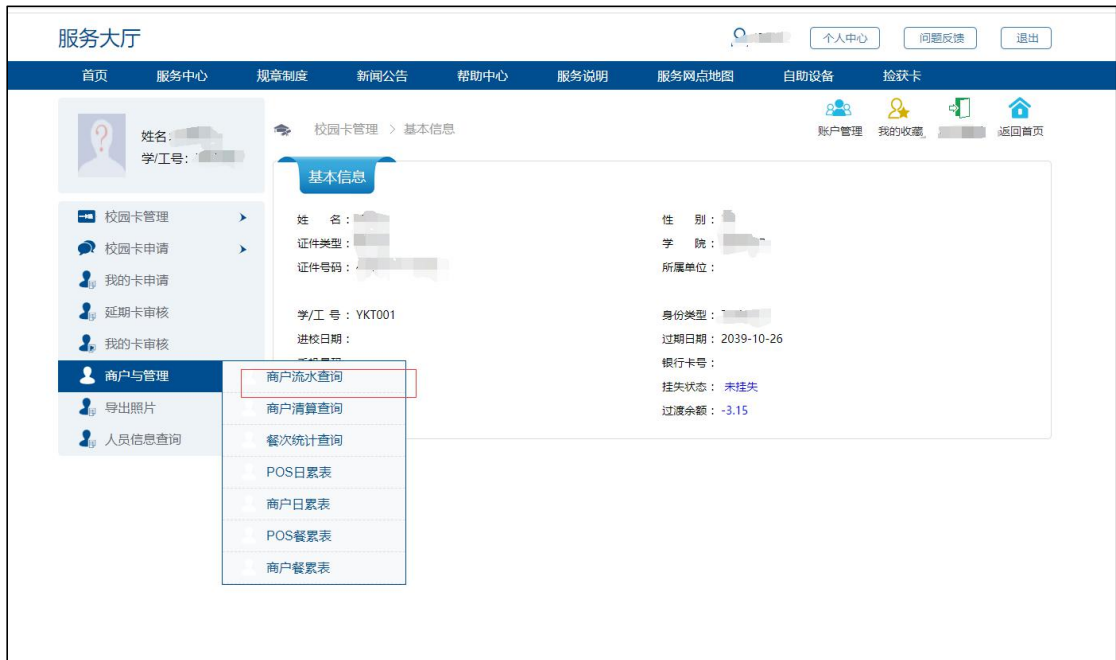 服务大厅
个人中心 问题反馈 退出
首页 服务中心 规章制度 新闻公告 帮助中心 服务说明 服务网点地图 自助设备 捡获卡
姓名:
学/工号:
校园卡管理 > 基本信息
账户管理 我的收藏 返回首页
基本信息
校园卡管理
校园卡申请
我的卡申请
延期卡审核
我的卡审核
商户与管理
导出照片
人员信息查询
姓 名：
性 别：
证件类型：
学 院：
证件号码：
所属单位：
学/工 号： YKT001
身份类型：
进校日期：
过期日期： 2039-10-26
银行卡号：
挂失状态： 未挂失
过渡余额： -3.15
商户流水查询
商户清算查询
餐次统计查询
POS日累表
商户日累表
POS餐累表
商户餐累表